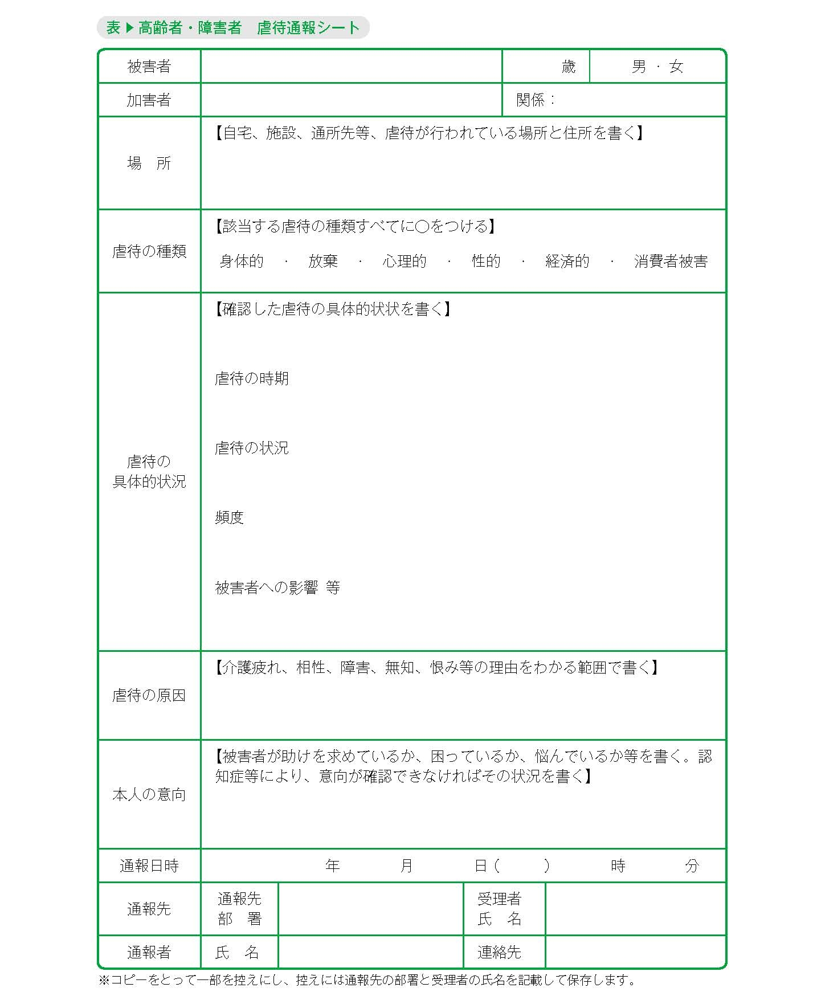 表▶高齢者・障害者　虐待通報シート
被害者　歳　男 ・ 女
加害者　関係：
【自宅、施設、通所先等、虐待が行われている場所と住所を書く】
場　所
【該当する虐待の種類すべてに〇をつける】
虐待の種類
身体的　・　放棄　・　心理的　・　性的　・　経済的　・　消費者被害
【確認した虐待の具体的状状を書く】
虐待の時期
虐待の状況
虐待の
具体的状況
頻度
被害者への影響 等
【介護疲れ、相性、障害、無知、恨み等の理由をわかる範囲で書く】
虐待の原因
【被害者が助けを求めているか、困っているか、悩んでいるか等を書く。認
知症等により、意向が確認できなければその状況を書く】
本人の意向
通報日時　年　月　日（　）　時　分
通報先
通報先
部　署
受理者
氏　名
通報者　氏　名　連絡先
※コピーをとって一部を控えにし、控えには通報先の部署と受理者の氏名を記載して保存します。